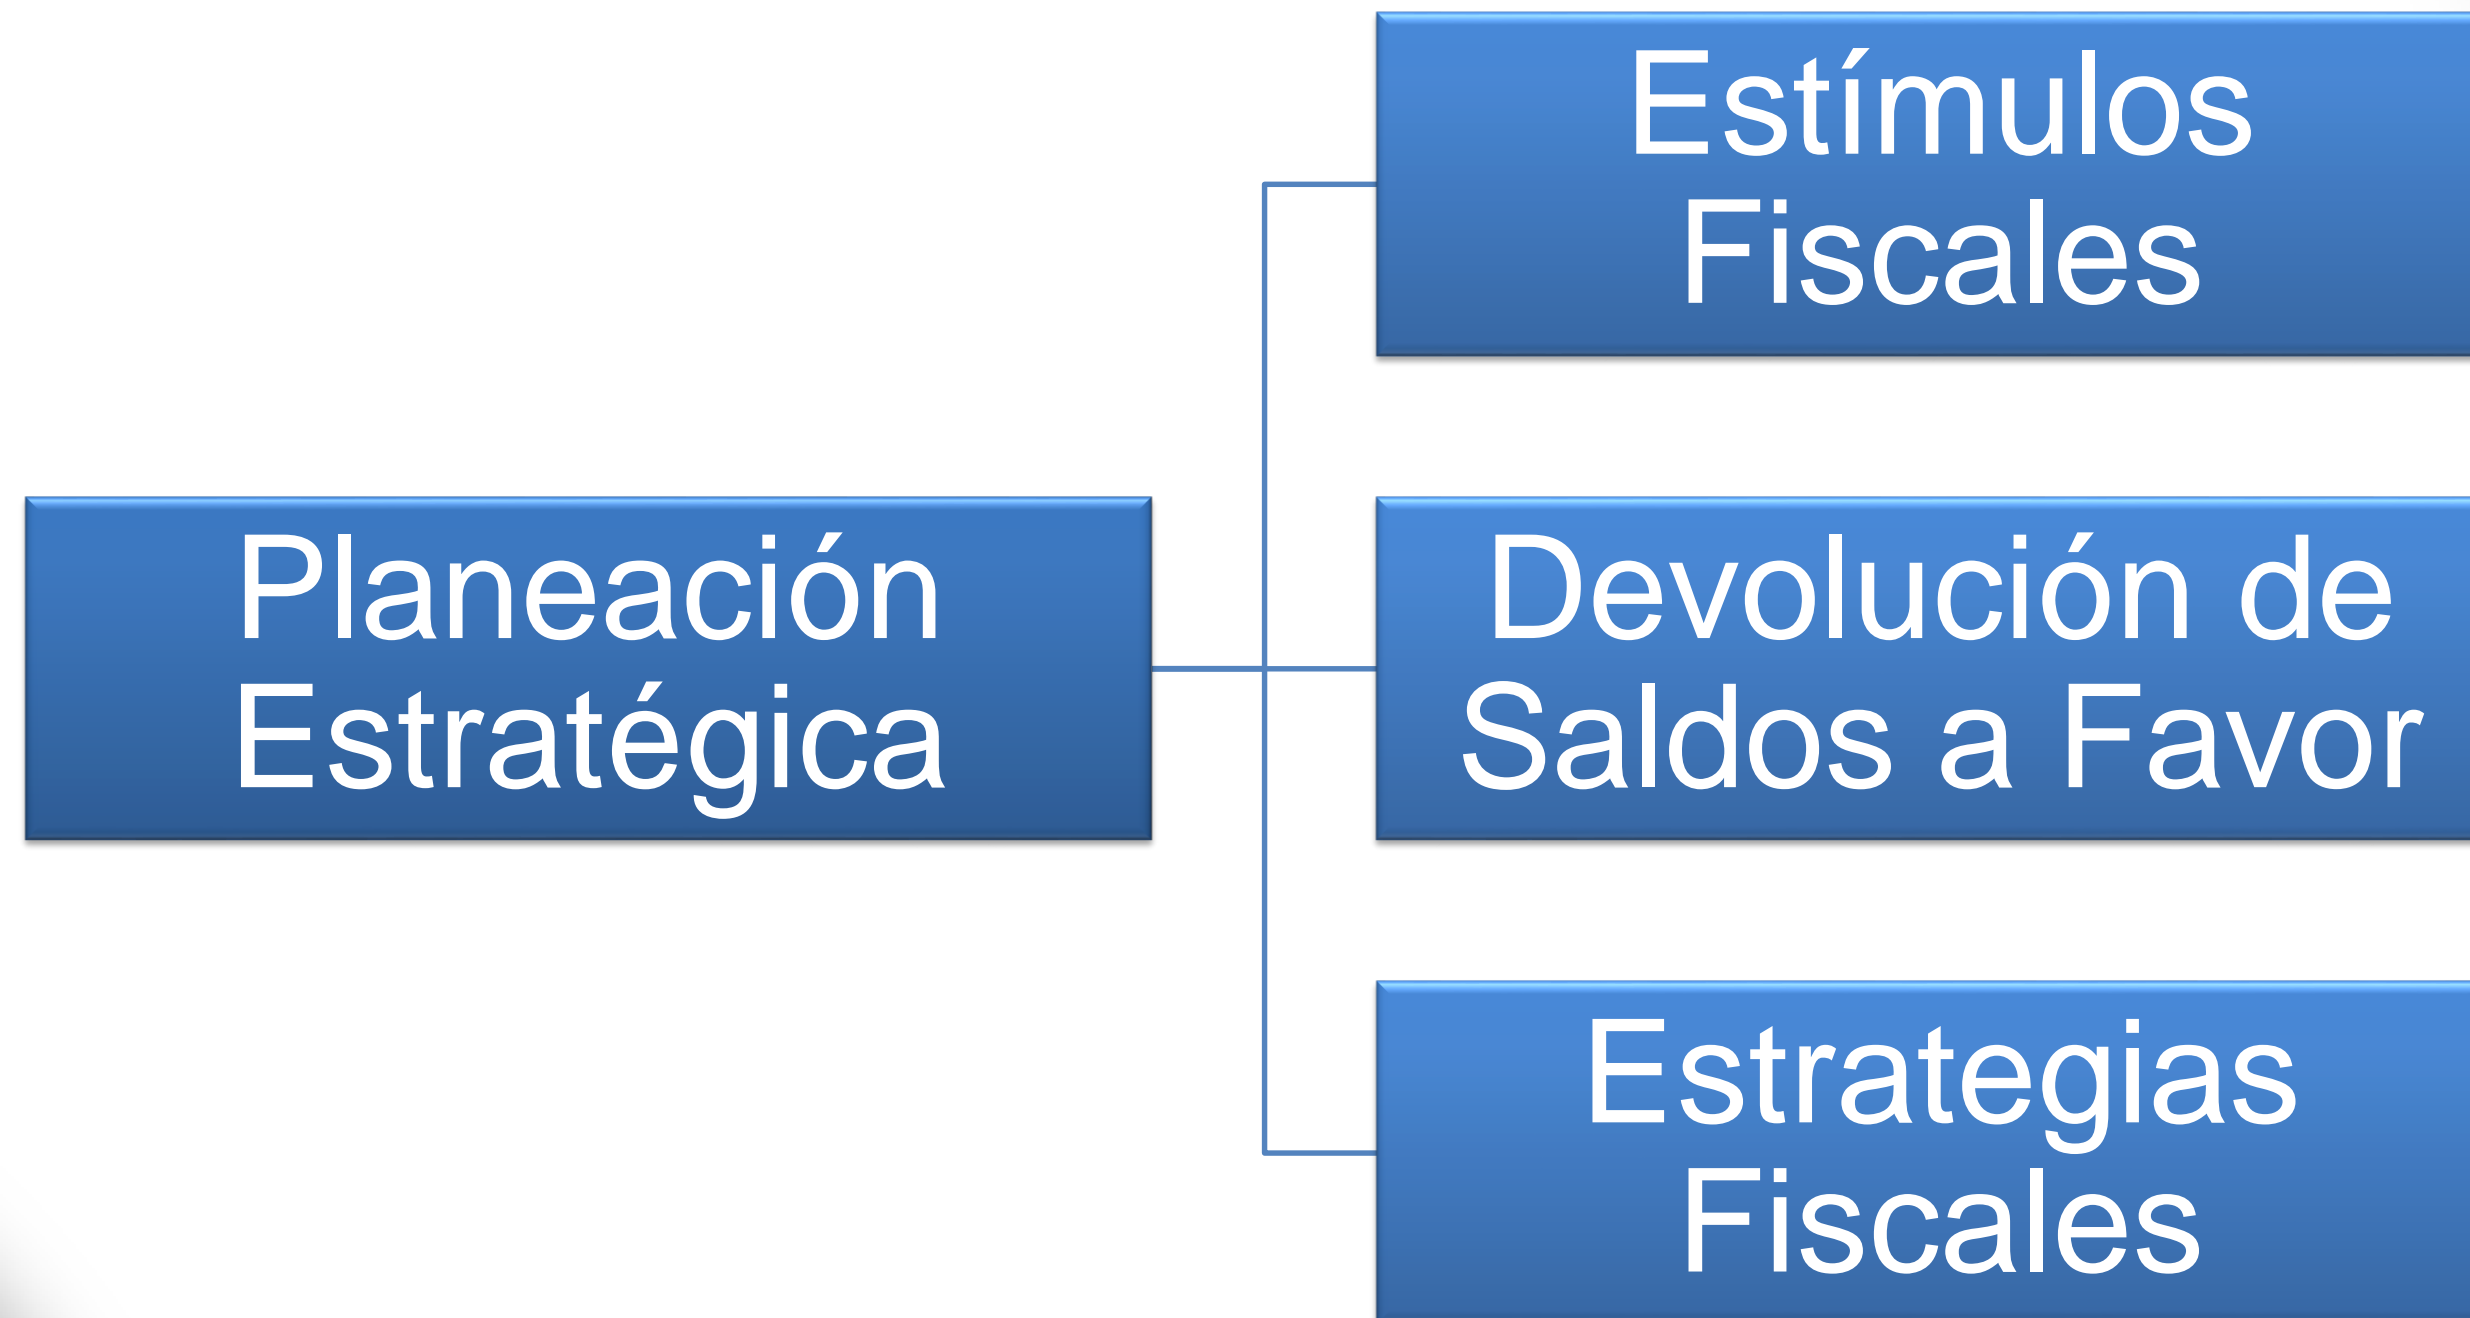 Estímulos
Fiscales
Planeación
Estratégica
Devolución de
Saldos a Favor
Estrategias
Fiscales